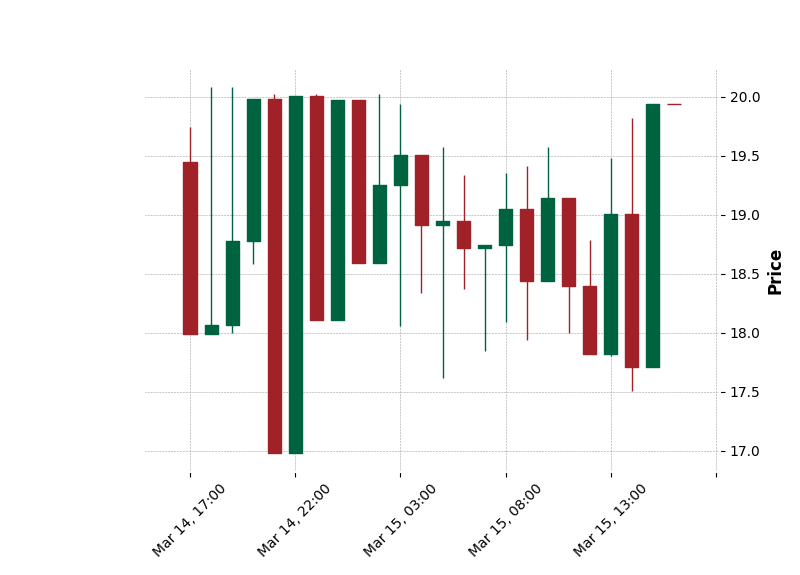 20.0
19.5
19.0
18.5
18.0
17.5
17.0
Price
Mar 14, 17:00
Mar 14, 22:00
Mar 15, 03:00
Mar 15, 08:00
Mar 15, 13:00